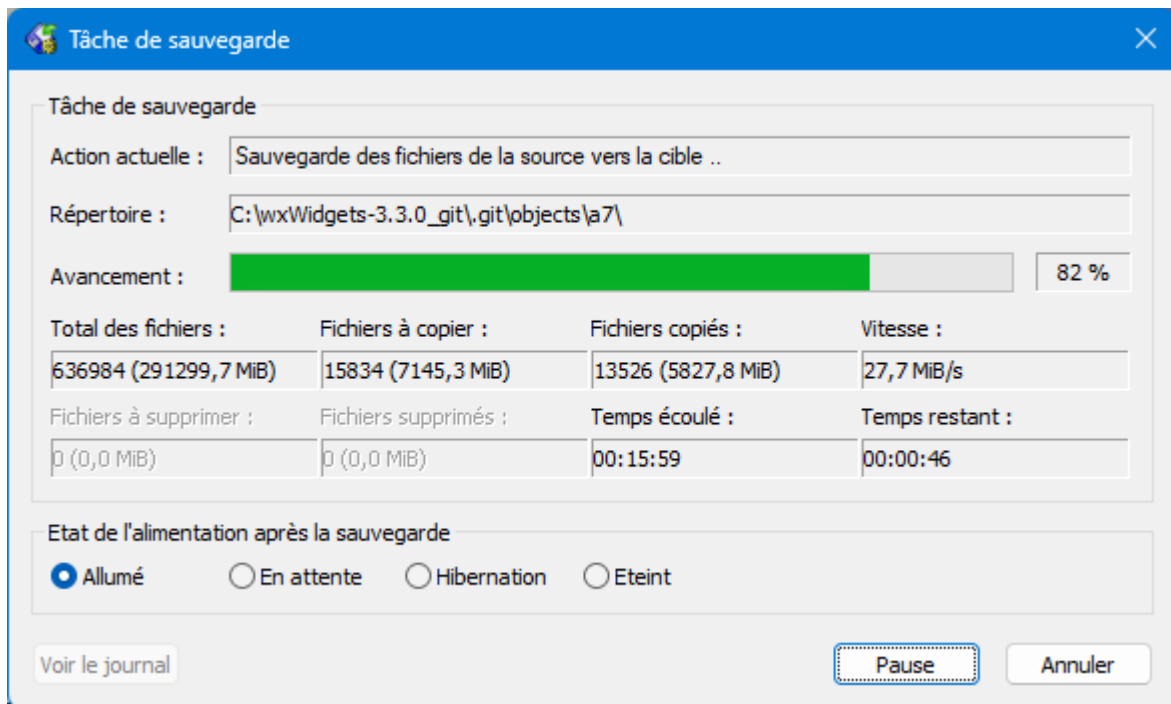 Tâche de sauvegarde
Tâche de sauvegarde
Action actuelle : Sauvegarde des fichiers de la source vers la cible ..
Répertoire : C:\wxWidgets-3.3.0_git\.git\objects\a7\
Avancement : 82 %
Total des fichiers : Fichiers à copier : Fichiers copiés : Vitesse :
636984 (291299,7 MiB) 15834 (7145,3 MiB) 13526 (5827,8 MiB) 27,7 MiB/s
Fichiers à supprimer : Fichiers supprimés : Temps écoulé : Temps restant :
0 (0,0 MiB) 0 (0,0 MiB) 00:15:59 00:00:46
Etat de l'alimentation après la sauvegarde
Allumé En attente Hibernation Eteint
Voir le journal Pause Annuler